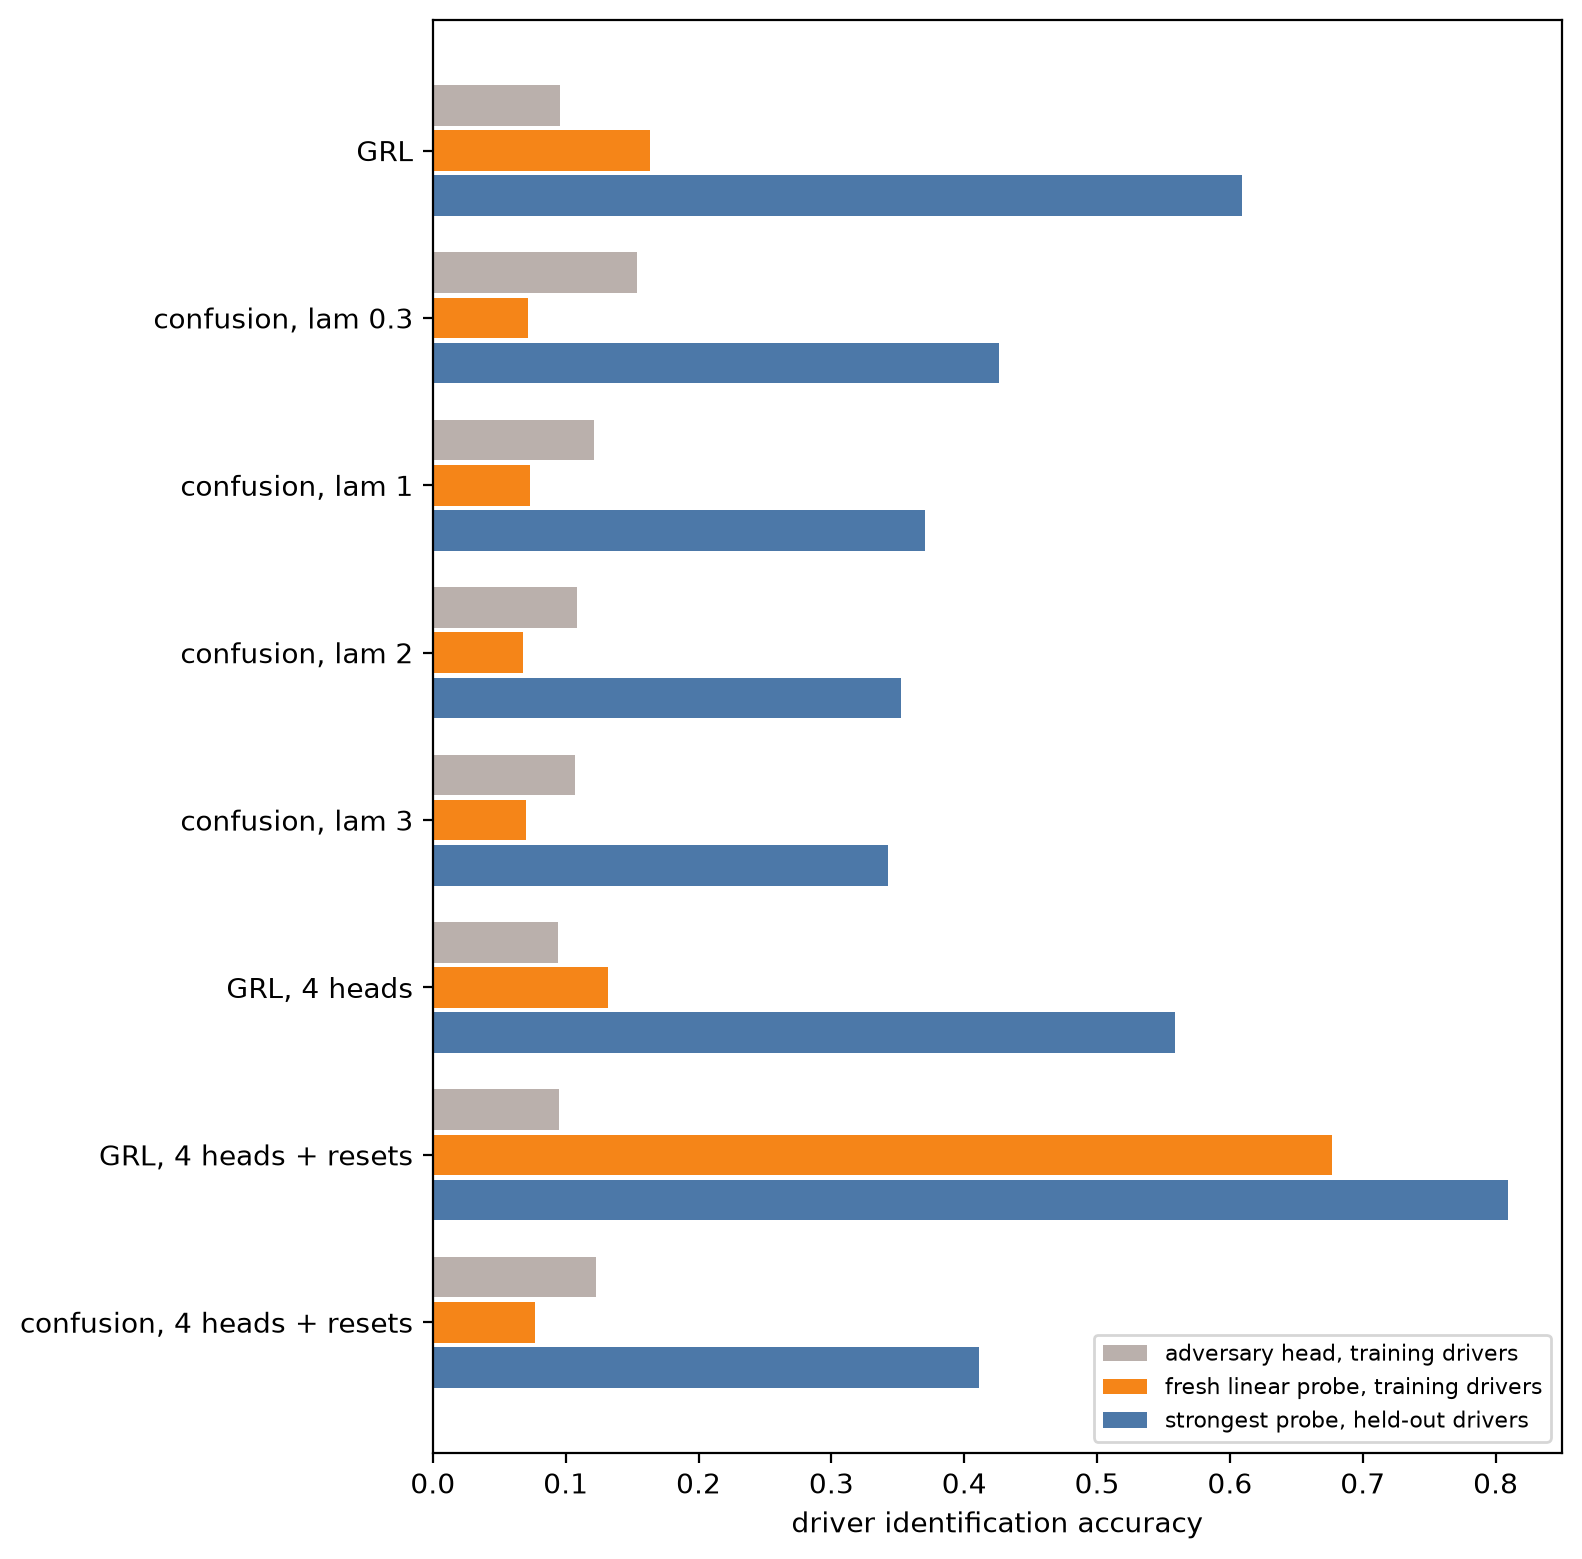 GRL
confusion, lam 0.3
confusion, lam 1
confusion, lam 2
confusion, lam 3
GRL, 4 heads
GRL, 4 heads + resets
confusion, 4 heads + resets
adversary head, training drivers
fresh linear probe, training drivers
strongest probe, held-out drivers
0.0 0.1 0.2 0.3 0.4 0.5 0.6 0.7 0.8
driver identification accuracy